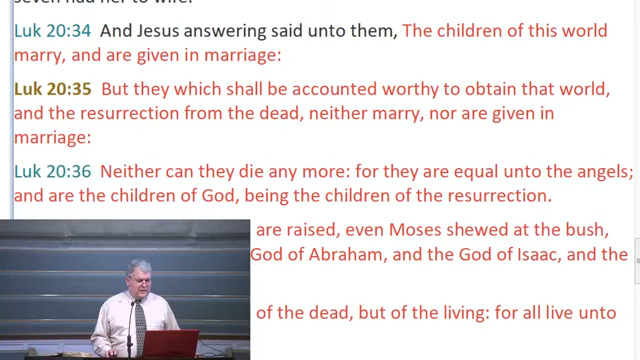 seven had her to wife.
Luk 20:34 And Jesus answering said unto them, The children of this world
marry, and are given in marriage:
Luk 20:35 But they which shall be accounted worthy to obtain that world,
and the resurrection from the dead, neither marry, nor are given in
marriage:
Luk 20:36 Neither can they die any more: for they are equal unto the angels;
and are the children of God, being the children of the resurrection.
are raised, even Moses shewed at the bush,
God of Abraham, and the God of Isaac, and the
of the dead, but of the living: for all live unto